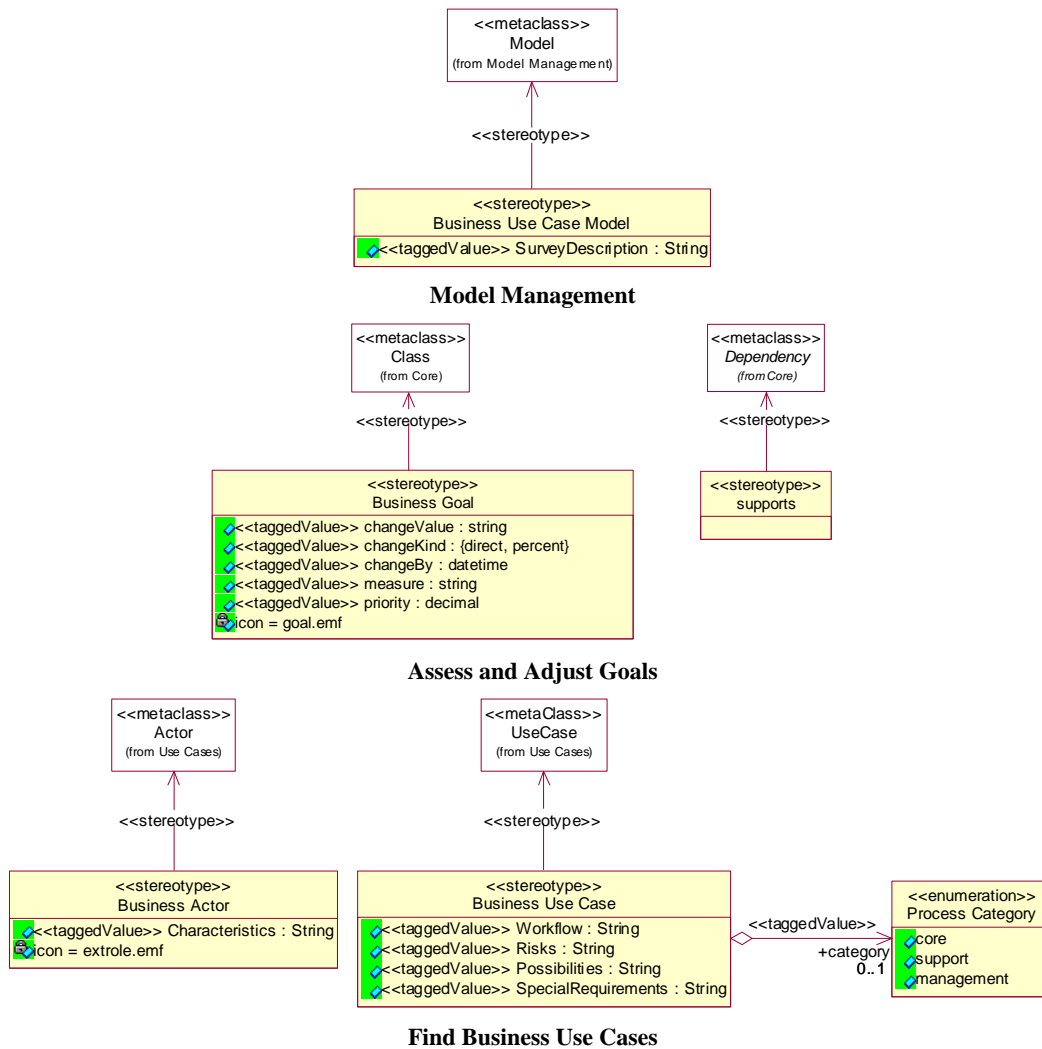 <<metaclass>>
Model
(from Model Management)
<<stereotype>>
<<stereotype>>
Business Use Case Model
<<taggedValue>> SurveyDescription : String
Model Management
<<metaclass>>
Class
(from Core)
<<stereotype>>
<<stereotype>>
Business Goal
<<taggedValue>> changeValue : string
<<taggedValue>> changeKind : {direct, percent}
<<taggedValue>> changeBy : datetime
<<taggedValue>> measure : string
<<taggedValue>> priority : decimal
icon = goal.emf
<<metaclass>>
Dependency
(from Core)
<<stereotype>>
<<stereotype>>
supports
Assess and Adjust Goals
<<metaclass>>
Actor
(from Use Cases)
<<stereotype>>
<<stereotype>>
Business Actor
<<taggedValue>> Characteristics : String
icon = extrole.emf
<<metaClass>>
UseCase
(from Use Cases)
<<stereotype>>
<<stereotype>>
Business Use Case
<<taggedValue>> Workflow : String
<<taggedValue>> Risks : String
<<taggedValue>> Possibilities : String
<<taggedValue>> SpecialRequirements : String
<<taggedValue>>
+category
0..1
<<enumeration>>
Process Category
core
support
management
Find Business Use Cases